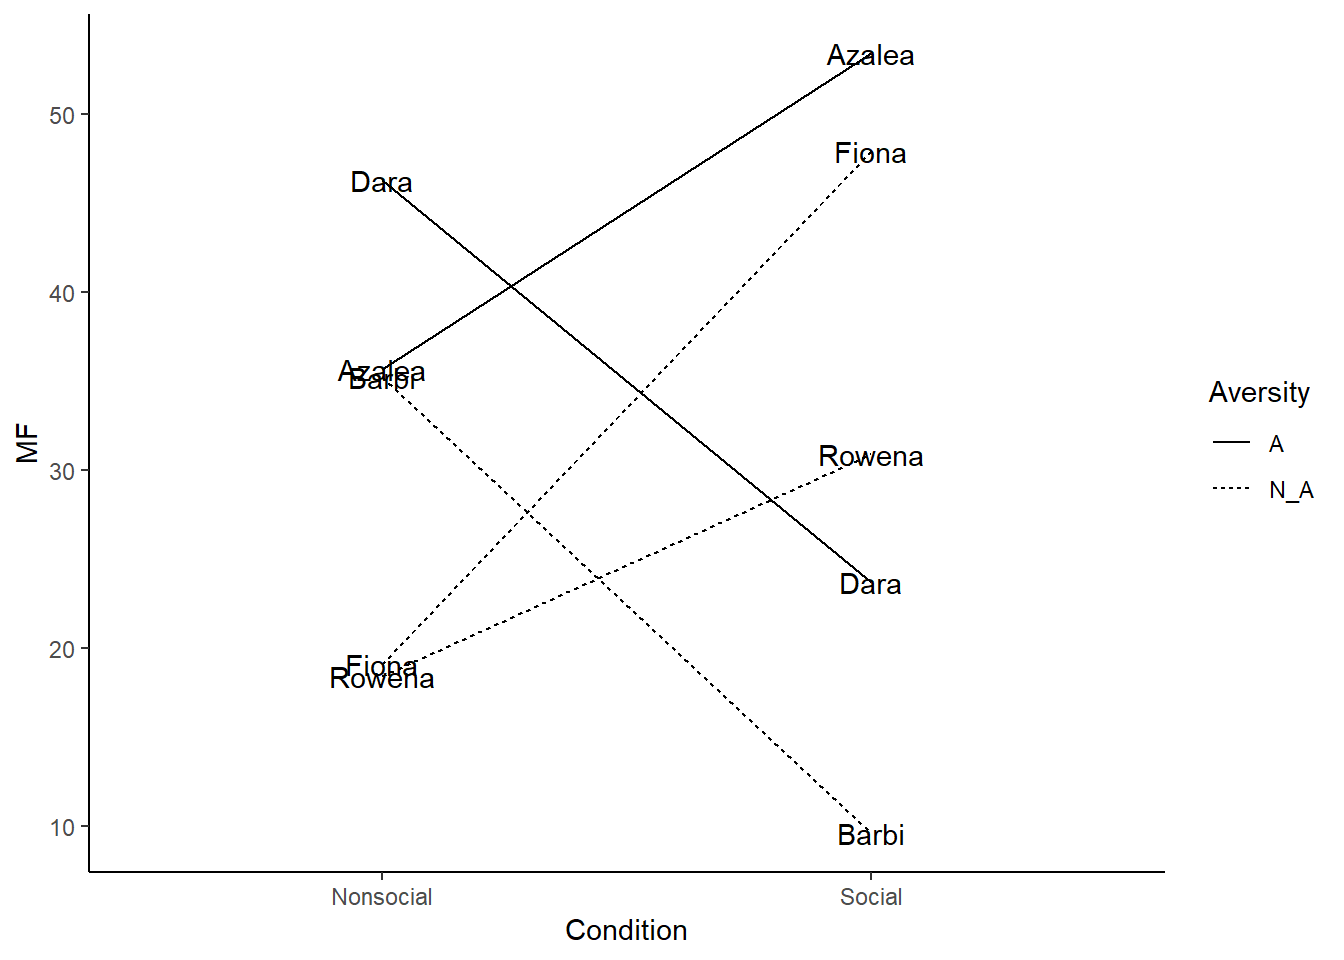 Azalea
Fiona
Dara
Azalea
Barbi
Rowena
Dara
Fiona
Rowena
Barbi
50
40
30
20
10
MF
Nonsocial
Social
Condition
Aversity
A
N_A